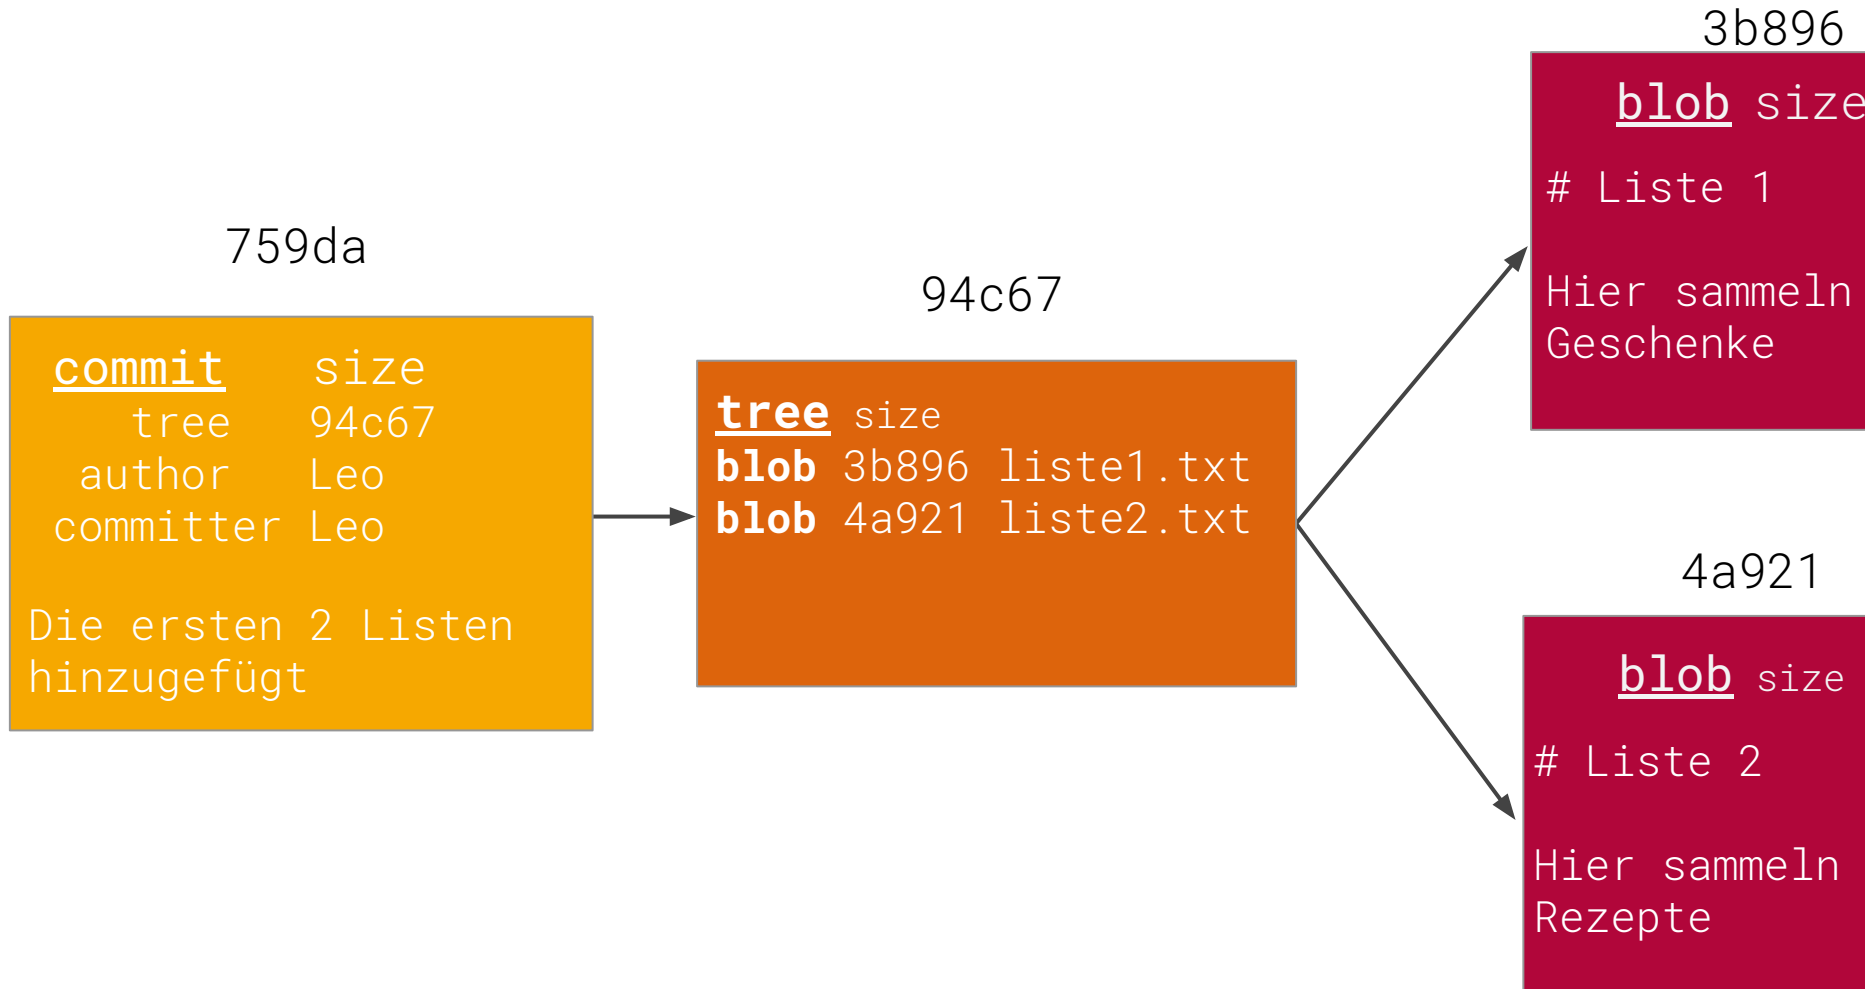 759da
commit size
tree 94c67
author Leo
committer Leo
Die ersten 2 Listen
hinzugefügt
94c67
tree size
blob 3b896 liste1.txt
blob 4a921 liste2.txt
3b896
blob size
# Liste 1
Hier sammeln
Geschenke
4a921
blob size
# Liste 2
Hier sammeln
Rezepte